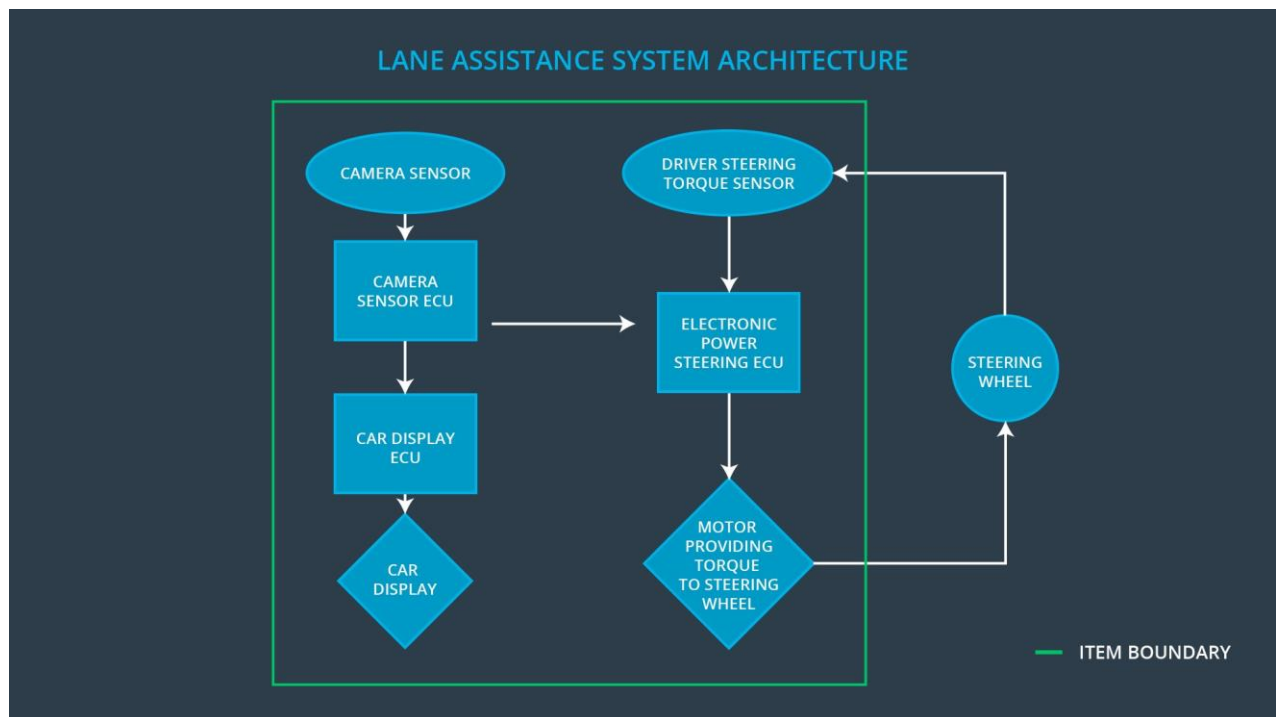 LANE ASSISTANCE SYSTEM ARCHITECTURE
CAMERA SENSOR
CAMERA
SENSOR ECU
CAR DISPLAY
ECU
CAR
DISPLAY
DRIVER STEERING
TORQUE SENSOR
ELECTRONIC
POWER
STEERING ECU
MOTOR
PROVIDING
TORQUE
TO STEERING
WHEEL
STEERING
WHEEL
ITEM BOUNDARY